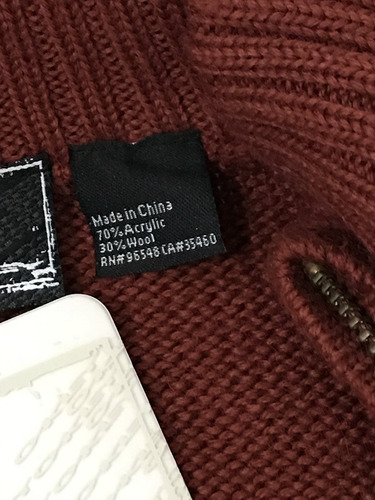 Made in China
70% Acrylic
30% Wool
RN#96548 CA#35460